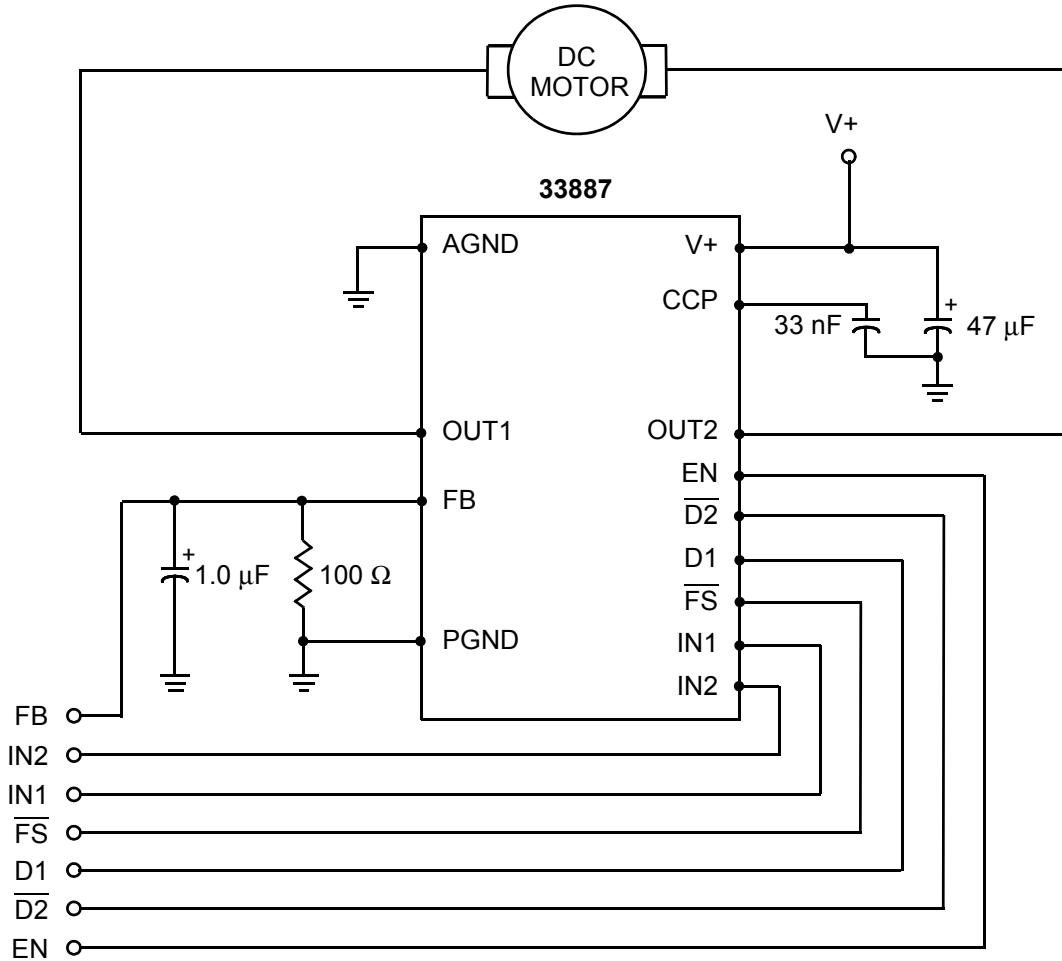 DC
MOTOR
V+
33887
AGND
V+
CCP
33 nF
+
47 μF
OUT1
OUT2
EN
FB
D2
+
1.0 μF
100 Ω
D1
FS
PGND
IN1
IN2
FB
IN2
IN1
FS
D1
D2
EN